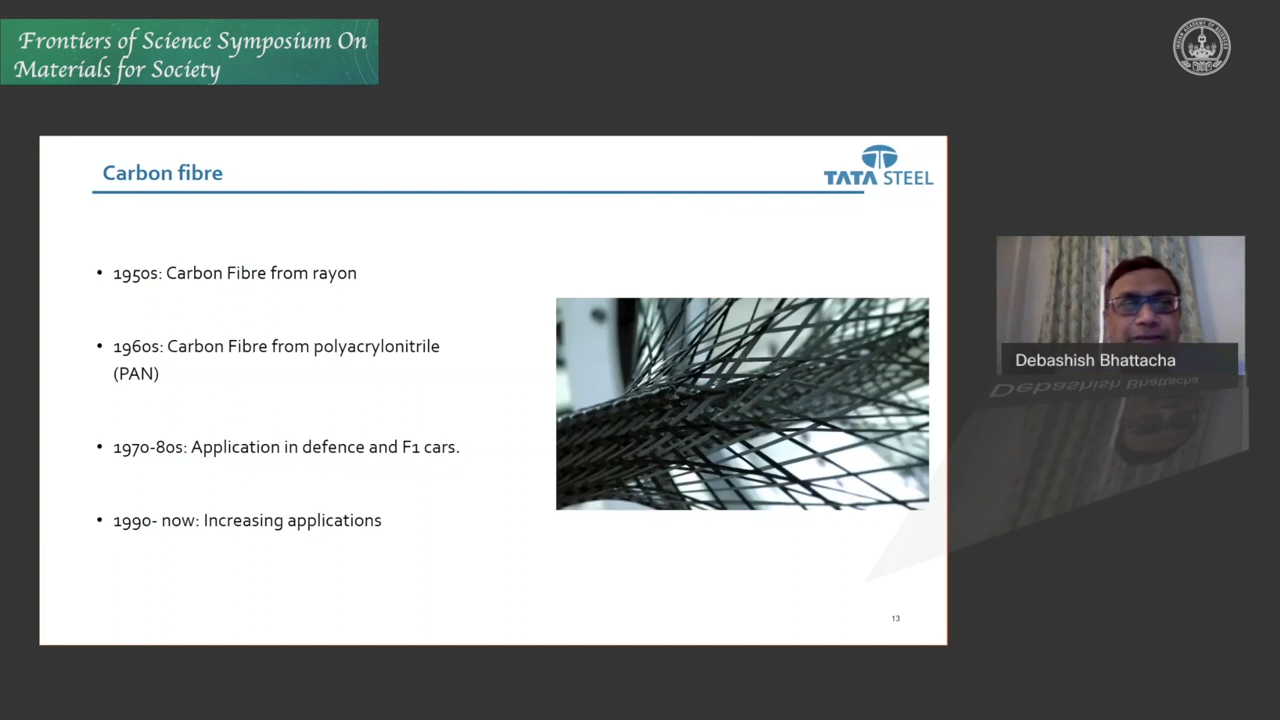 Frontiers of Science Symposium On
Materials for Society
Carbon fibre
TATA STEEL
• 1950s: Carbon Fibre from rayon
• 1960s: Carbon Fibre from polyacrylonitrile
(PAN)
• 1970-80s: Application in defence and F1 cars.
• 1990- now: Increasing applications
13
Debashish Bhattacha
Debashish Bhattacha